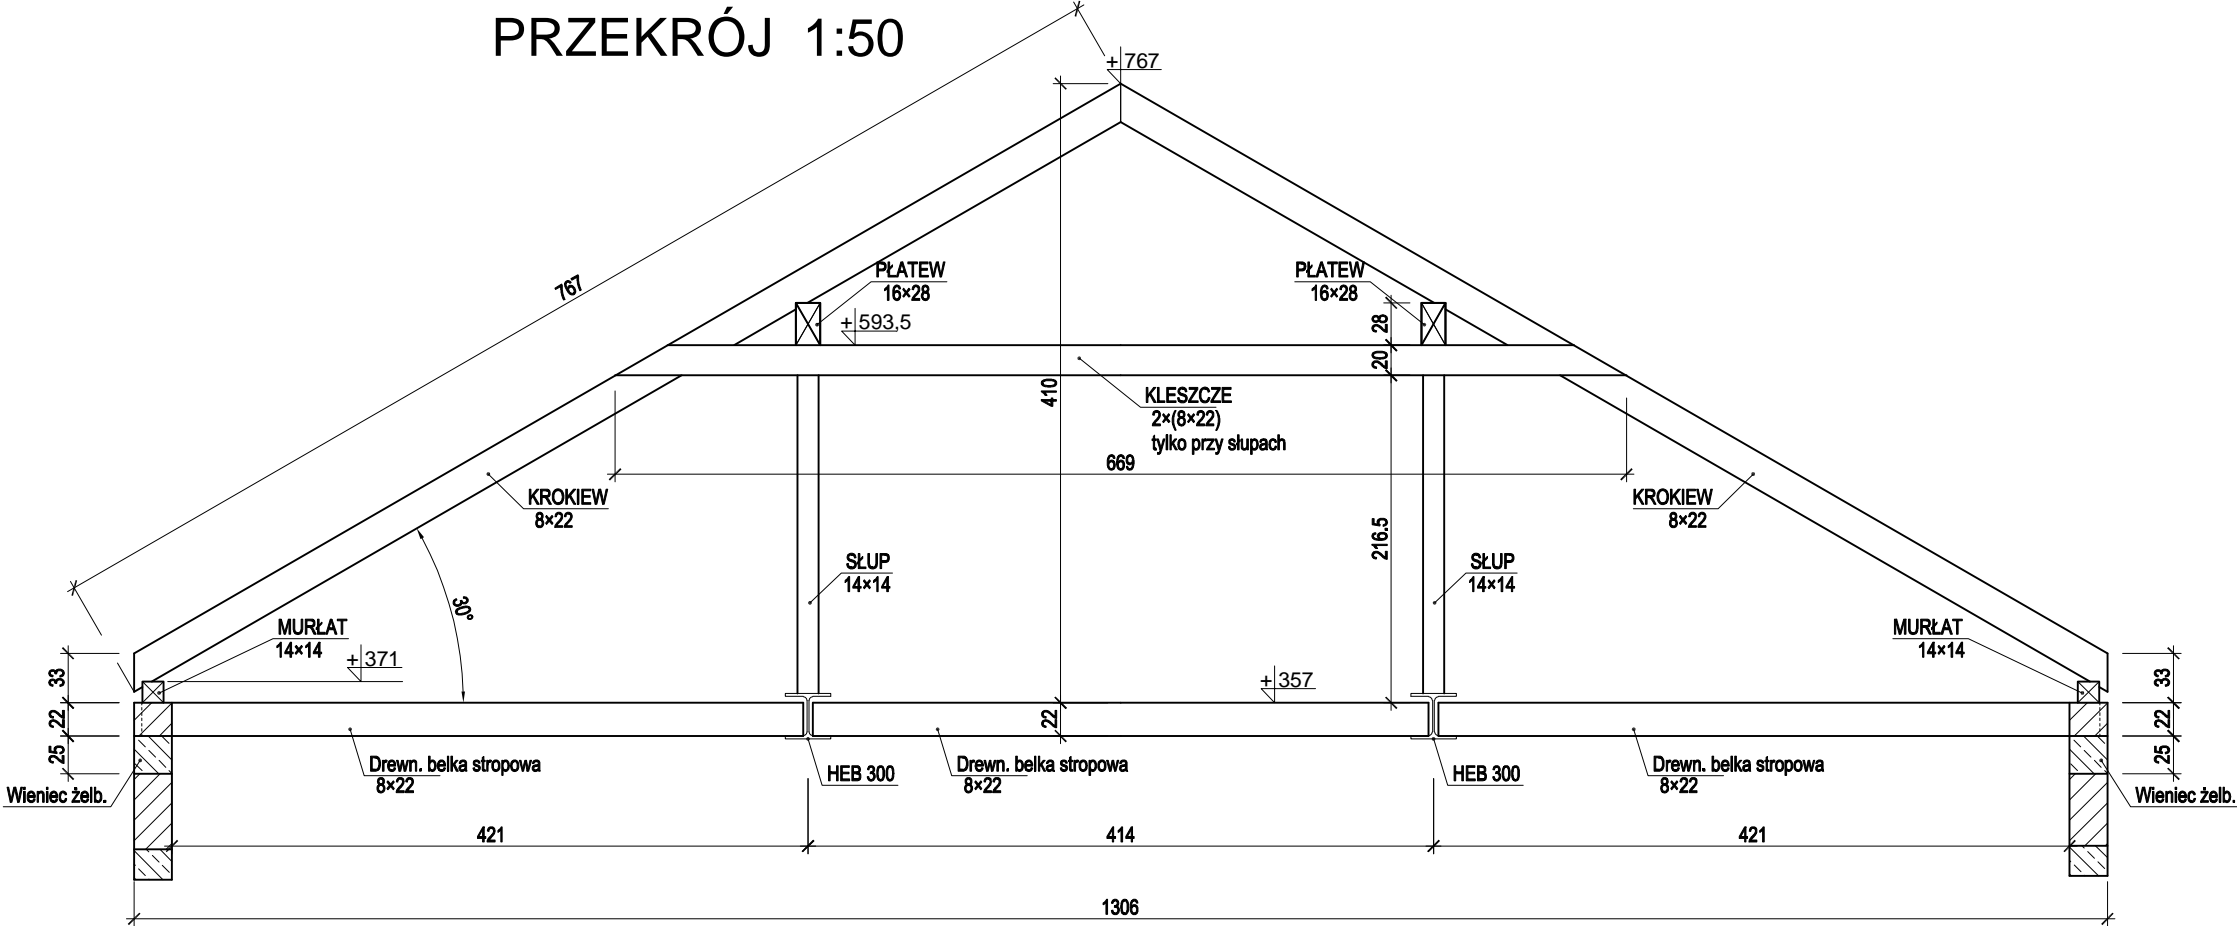 PRZEKRÓJ 1:50
+ 767
767
PŁATEW
16×28
PŁATEW
16×28
+ 593,5
28
20
410
KLESZCZE
2×(8×22)
tylko przy słupach
669
KROKIEW
8×22
KROKIEW
8×22
216.5
SŁUP
14×14
SŁUP
14×14
30°
MURŁAT
14×14
MURŁAT
14×14
+ 371
+ 357
33
22
25
22
33
22
25
Drewn. belka stropowa
8×22
HEB 300
Drewn. belka stropowa
8×22
HEB 300
Drewn. belka stropowa
8×22
Wieniec żelb.
Wieniec żelb.
421
414
421
1306